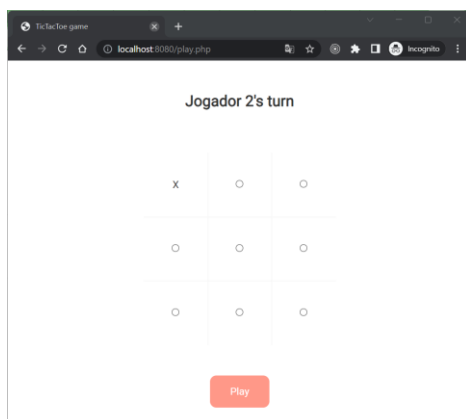 TicTacToe game
localhost:8080/play.php
Incognito
Jogador 2's turn
x
Play